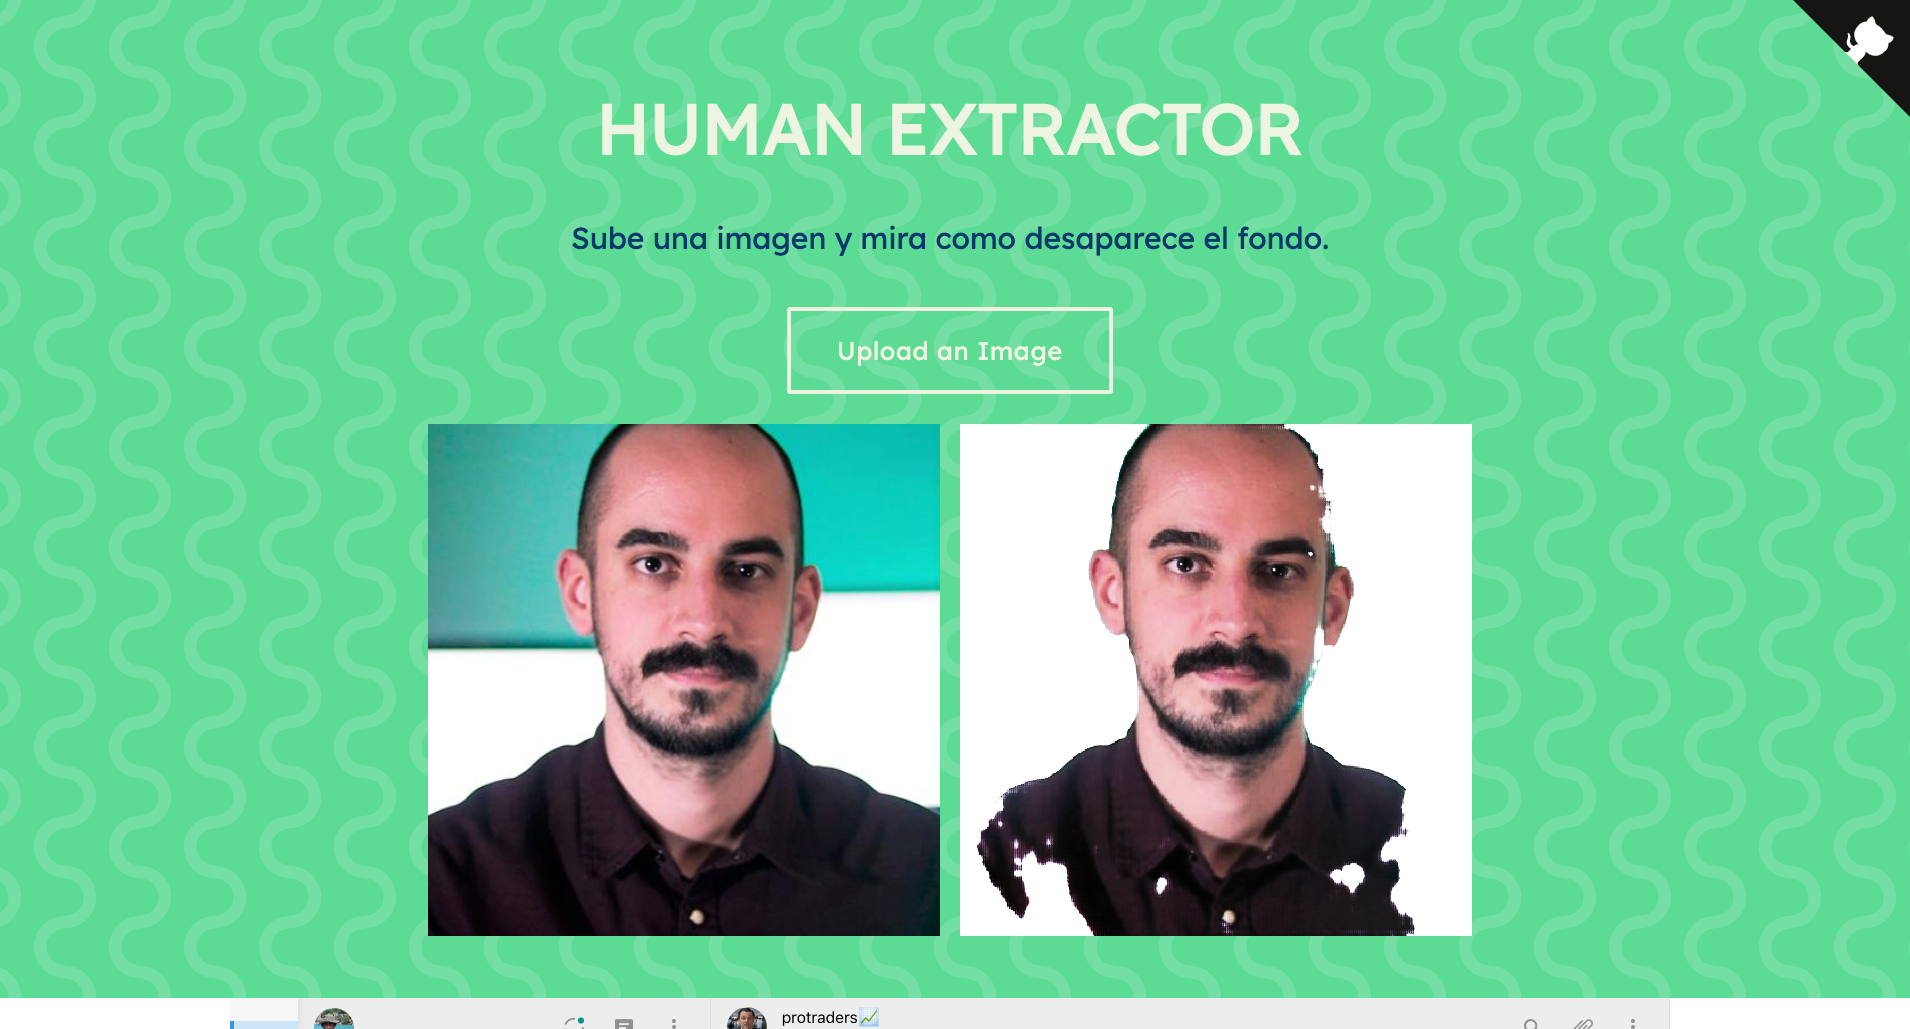 HUMAN EXTRACTOR
Sube una imagen y mira como desaparece el fondo.
Upload an Image
protraders📈